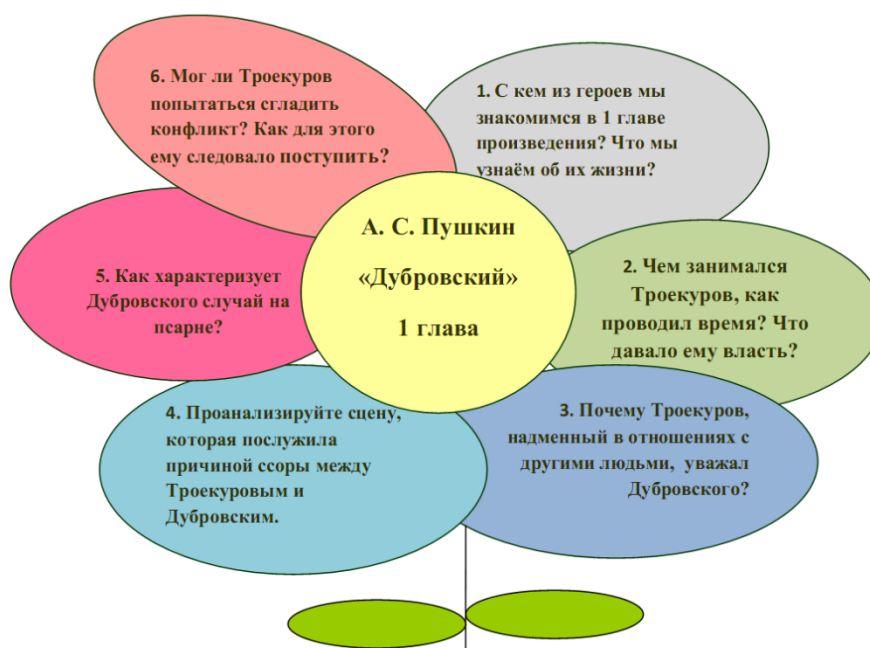 А. С. Пушкин
«Дубровский»
1 глава
1. С кем из героев мы
знакомимся в 1 главе
произведения? Что мы
узнаём об их жизни?
2. Чем занимался
Троекуров, как
проводил время? Что
давало ему власть?
3. Почему Троекуров,
надменный в отношениях с
другими людьми, уважал
Дубровского?
4. Проанализируйте сцену,
которая послужила
причиной ссоры между
Троекуровым и
Дубровским.
5. Как характеризует
Дубровского случай на
псарне?
6. Мог ли Троекуров
попытаться сгладить
конфликт? Как для этого
ему следовало поступить?